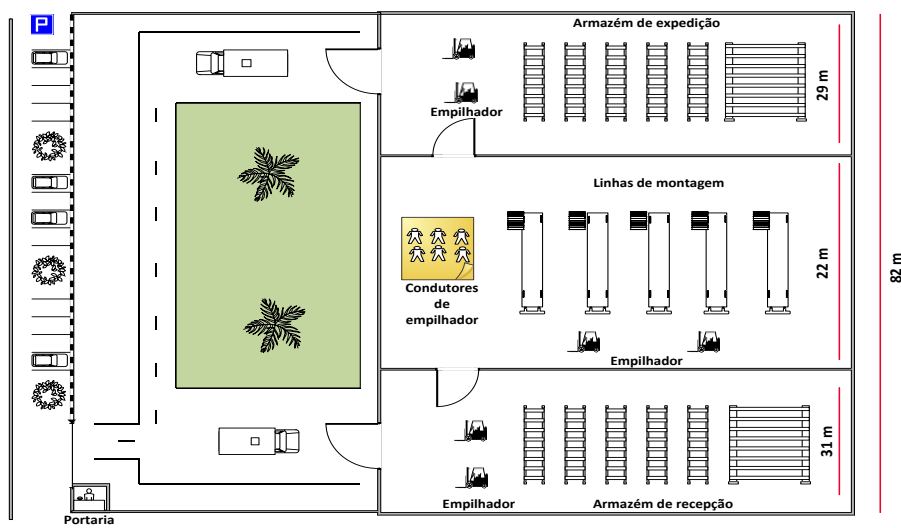 P
Armazém de expedição
29 m
Empilhador
Linhas de montagem
22 m
82 m
Condutores
de
empilhador
Empilhador
31 m
Empilhador
Armazém de recepção
Portaria